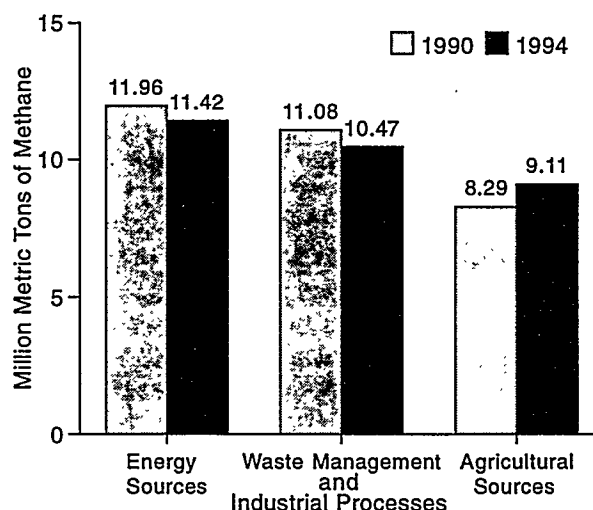 15
10
5
0
Million Metric Tons of Methane
1990 1994
11.96 11.42
11.08 10.47
8.29 9.11
Energy
Sources
Waste Management
and
Industrial Processes
Agricultural
Sources